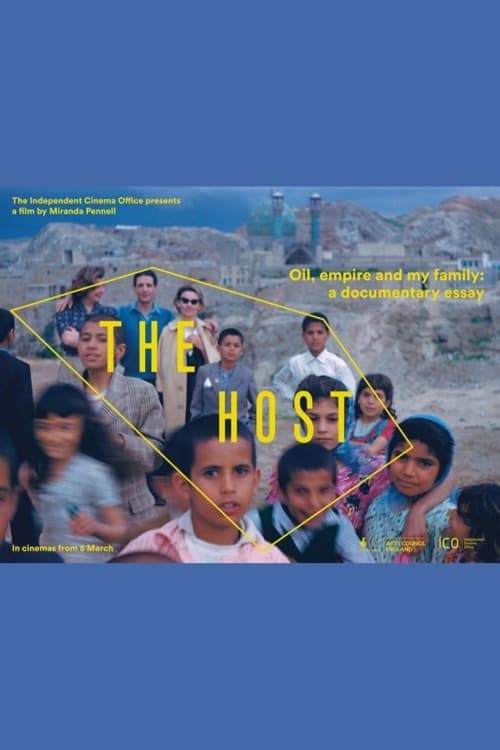 The Independent Cinema Office presents
a film by Miranda Pennell
Oil, empire and my family:
a documentary essay
THE
HOST
In cinemas from 5 March
ARTS COUNCIL
ENGLAND
ICO